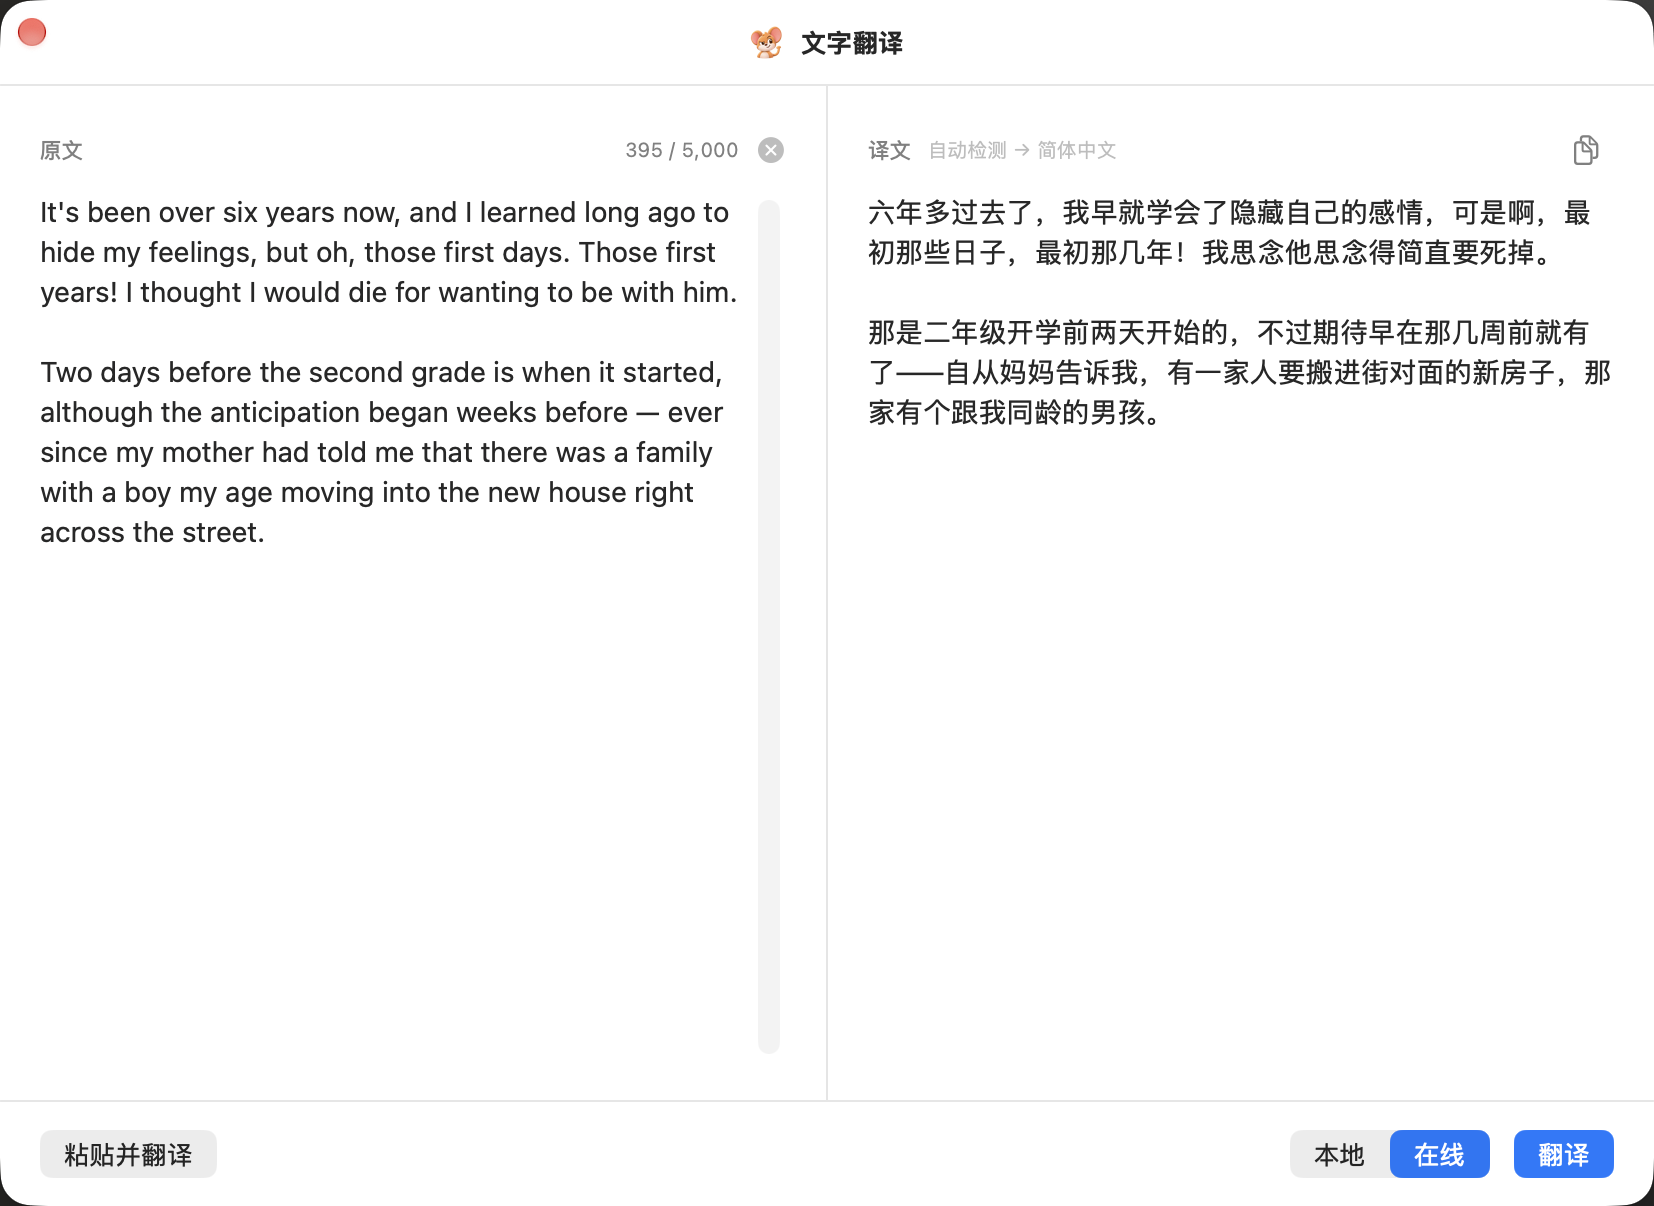 文字翻译
原文
395 / 5,000
It's been over six years now, and I learned long ago to
hide my feelings, but oh, those first days. Those first
years! I thought I would die for wanting to be with him.
Two days before the second grade is when it started,
although the anticipation began weeks before — ever
since my mother had told me that there was a family
with a boy my age moving into the new house right
across the street.
译文 自动检测 → 简体中文
六年多过去了，我早就学会了隐藏自己的感情，可是啊，最
初那些日子，最初那几年！我思念他思念得简直要死掉。
那是二年级开学前两天开始的，不过期待早在那几周前就有
了——自从妈妈告诉我，有一家人要搬进街对面的新房子，那
家有个跟我同龄的男孩。
粘贴并翻译
本地
在线
翻译